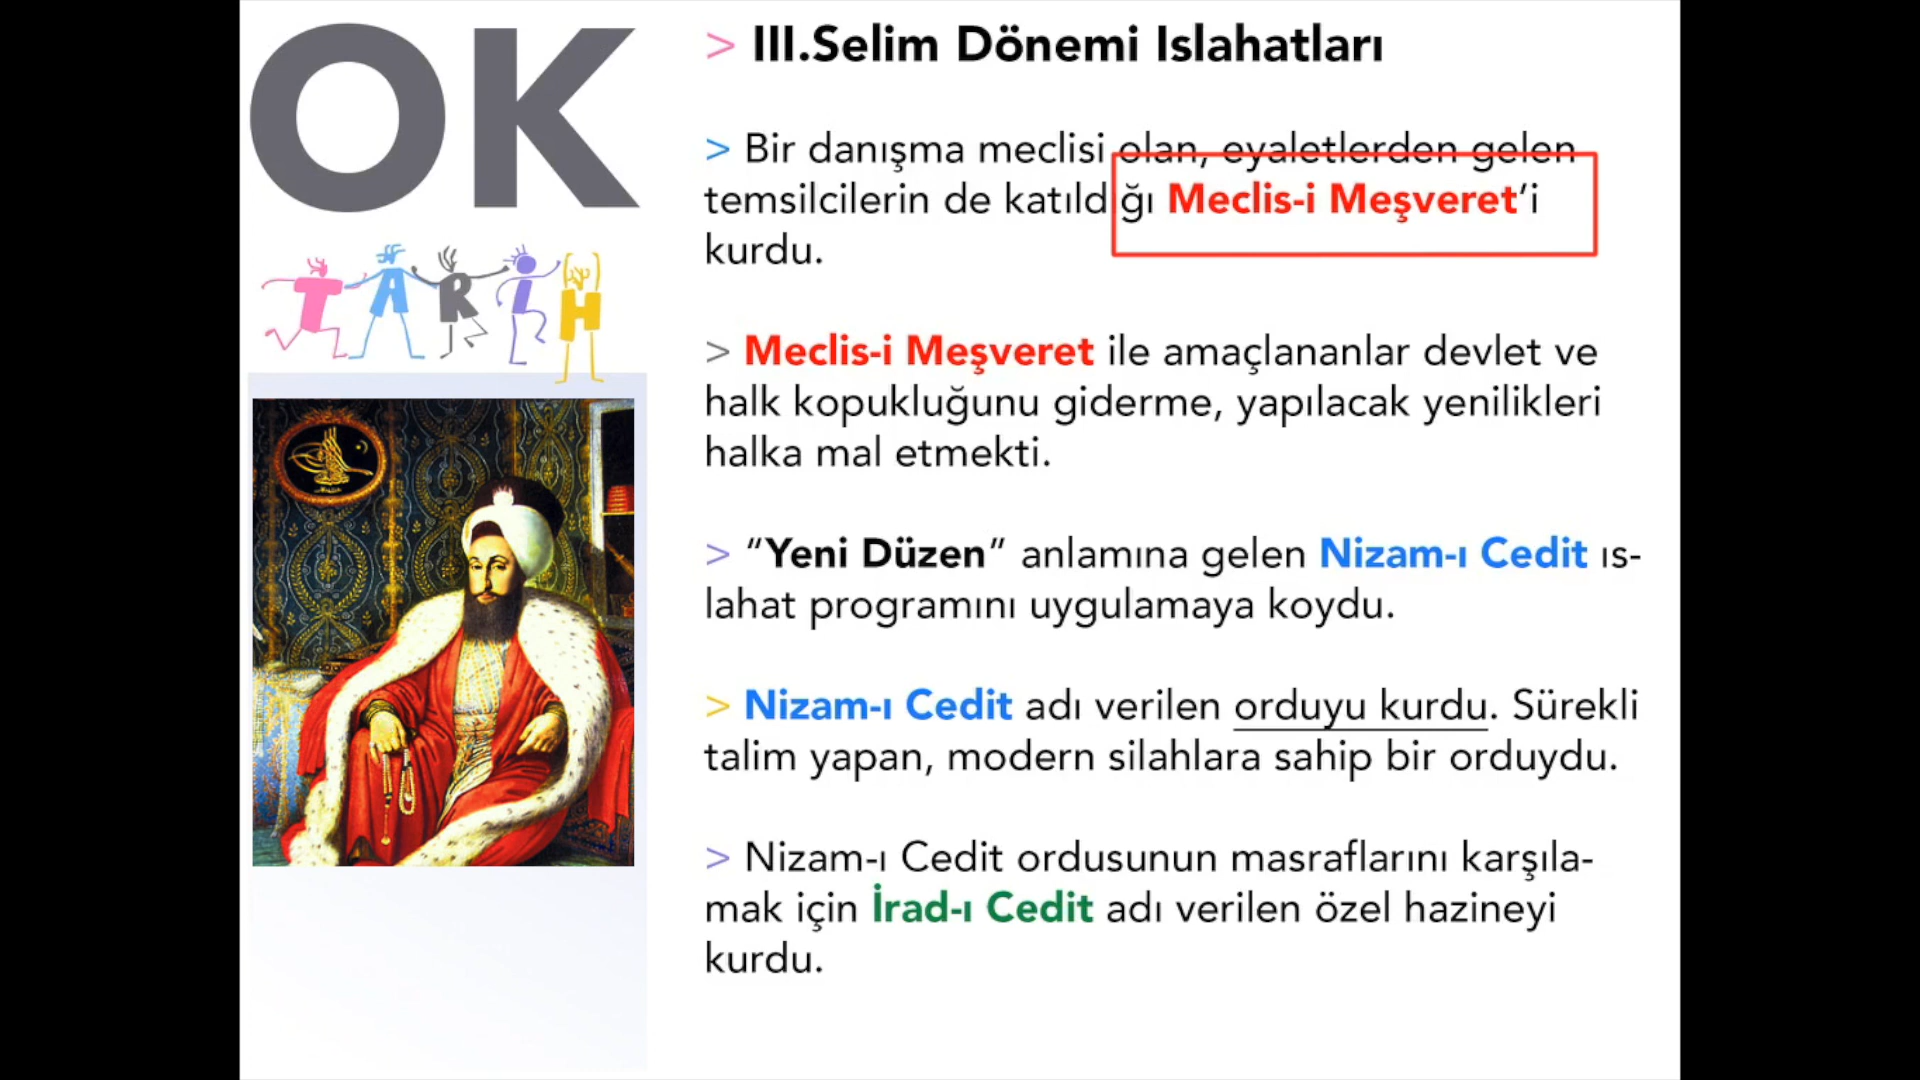 OK
TARİH
> III.Selim Dönemi Islahatları
> Bir danışma meclisi olan, eyaletlerden gelen
temsilcilerin de katıldığı Meclis-i Meşveret’i
kurdu.
> Meclis-i Meşveret ile amaçlananlar devlet ve
halk kopukluğunu giderme, yapılacak yenilikleri
halka mal etmekti.
> “Yeni Düzen” anlamına gelen Nizam-ı Cedit ıs-
lahat programını uygulamaya koydu.
> Nizam-ı Cedit adı verilen orduyu kurdu. Sürekli
talim yapan, modern silahlara sahip bir orduydu.
> Nizam-ı Cedit ordusunun masraflarını karşıla-
mak için İrad-ı Cedit adı verilen özel hazineyi
kurdu.